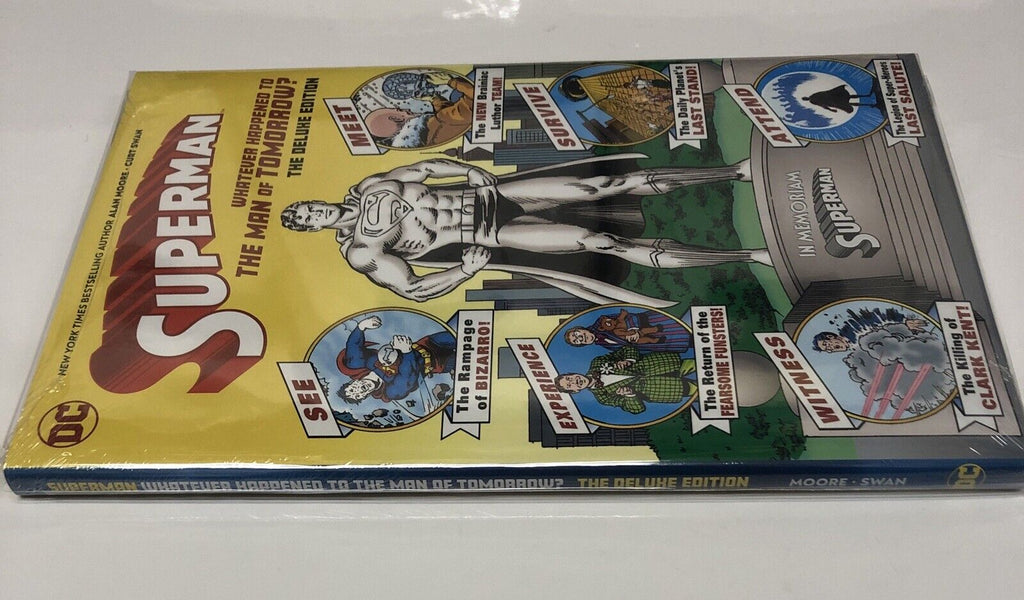 NEW YORK TIMES BESTSELLING AUTHOR ALAN MOORE • CURT SWAN
DC
SUPERMAN
WHATEVER HAPPENED TO
THE MAN OF TOMORROW?
THE DELUXE EDITION
SEE
The Rampage
of BIZARRO!
MEET
The NEW Brainiac
Luthor TEAM!
EXPERIENCE
The Return of the
FEARSOME FUNSTERS!
SURVIVE
The Daily Planet's
LAST STAND!
WITNESS
The Killing of
CLARK KENT!
ATTEND
The Legion of Super-Heroes'
LAST SALUTE!
S
IN MEMORIAM
SUPERMAN
SUPERMAN WHATEVER HAPPENED TO THE MAN OF TOMORROW? THE DELUXE EDITION MOORE • SWAN DC